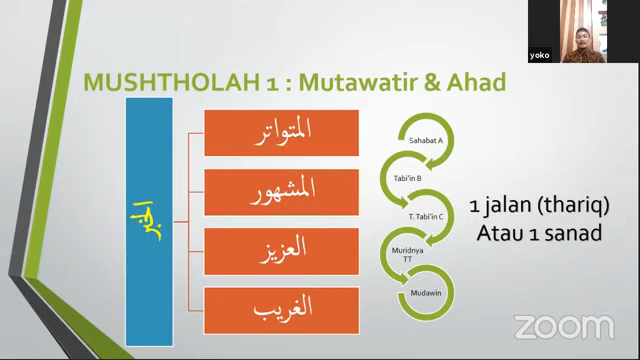 yoko
MUSHTHOLAH 1 : Mutawatir & Ahad
الخبر
المتواتر
المشهور
العزيز
الغريب
Sahabat A
Tabi'in B
T. Tabi'in C
Muridnya
TT
Mudawin
1 jalan (thariq)
Atau 1 sanad
zoom